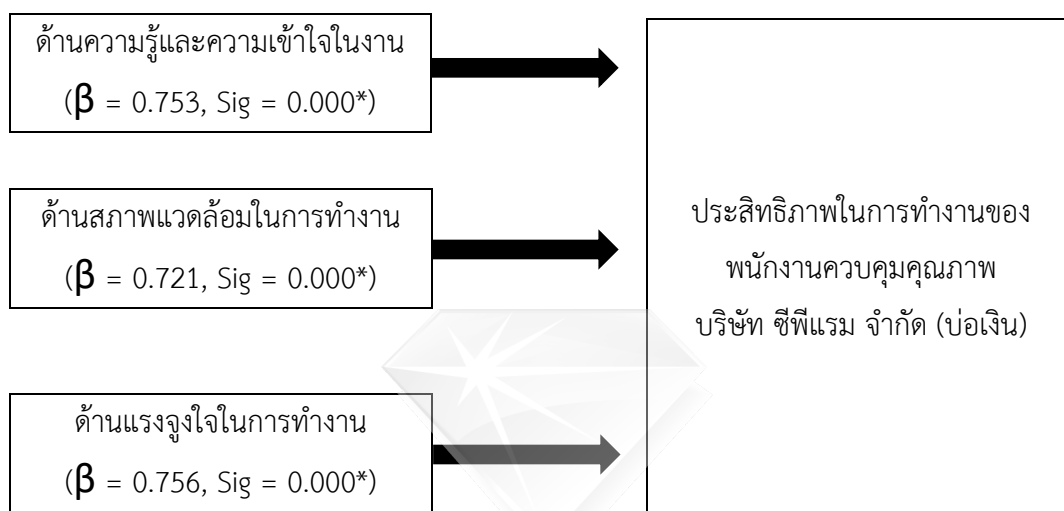 ด้านความรู้และความเข้าใจในงาน
(β = 0.753, Sig = 0.000*)
ด้านสภาพแวดล้อมในการทำงาน
(β = 0.721, Sig = 0.000*)
ด้านแรงจูงใจในการทำงาน
(β = 0.756, Sig = 0.000*)
ประสิทธิภาพในการทำงานของ
พนักงานควบคุมคุณภาพ
บริษัท ซีพีแรม จำกัด (บ่อเงิน)